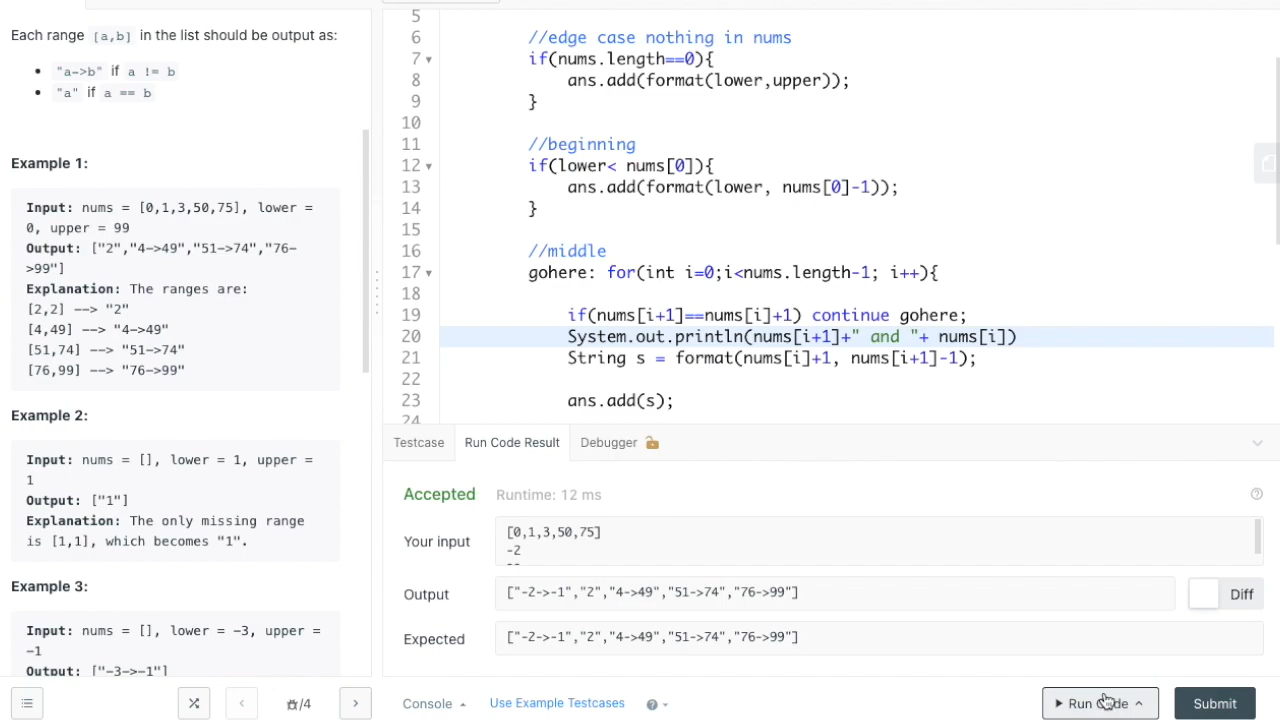 Each range [a,b] in the list should be output as:
"a->b" if a != b
"a" if a == b
Example 1:
Input: nums = [0,1,3,50,75], lower =
0, upper = 99
Output: ["2","4->49","51->74","76-
>99"]
Explanation: The ranges are:
[2,2] --> "2"
[4,49] --> "4->49"
[51,74] --> "51->74"
[76,99] --> "76->99"
Example 2:
Input: nums = [], lower = 1, upper =
1
Output: ["1"]
Explanation: The only missing range
is [1,1], which becomes "1".
Example 3:
Input: nums = [], lower = -3, upper =
-1
Output: ["-3->-1"]
/4
5
6 //edge case nothing in nums
7 if(nums.length==0){
8 ans.add(format(lower,upper));
9 }
10
11 //beginning
12 if(lower< nums[0]){
13 ans.add(format(lower, nums[0]-1));
14 }
15
16 //middle
17 gohere: for(int i=0;i<nums.length-1; i++){
18
19 if(nums[i+1]==nums[i]+1) continue gohere;
20 System.out.println(nums[i+1]+" and "+ nums[i])
21 String s = format(nums[i]+1, nums[i+1]-1);
22
23 ans.add(s);
24
Testcase Run Code Result Debugger
Accepted Runtime: 12 ms
Your input
[0,1,3,50,75]
-2
Output ["-2->-1","2","4->49","51->74","76->99"] Diff
Expected ["-2->-1","2","4->49","51->74","76->99"]
Console Use Example Testcases Run Code Submit